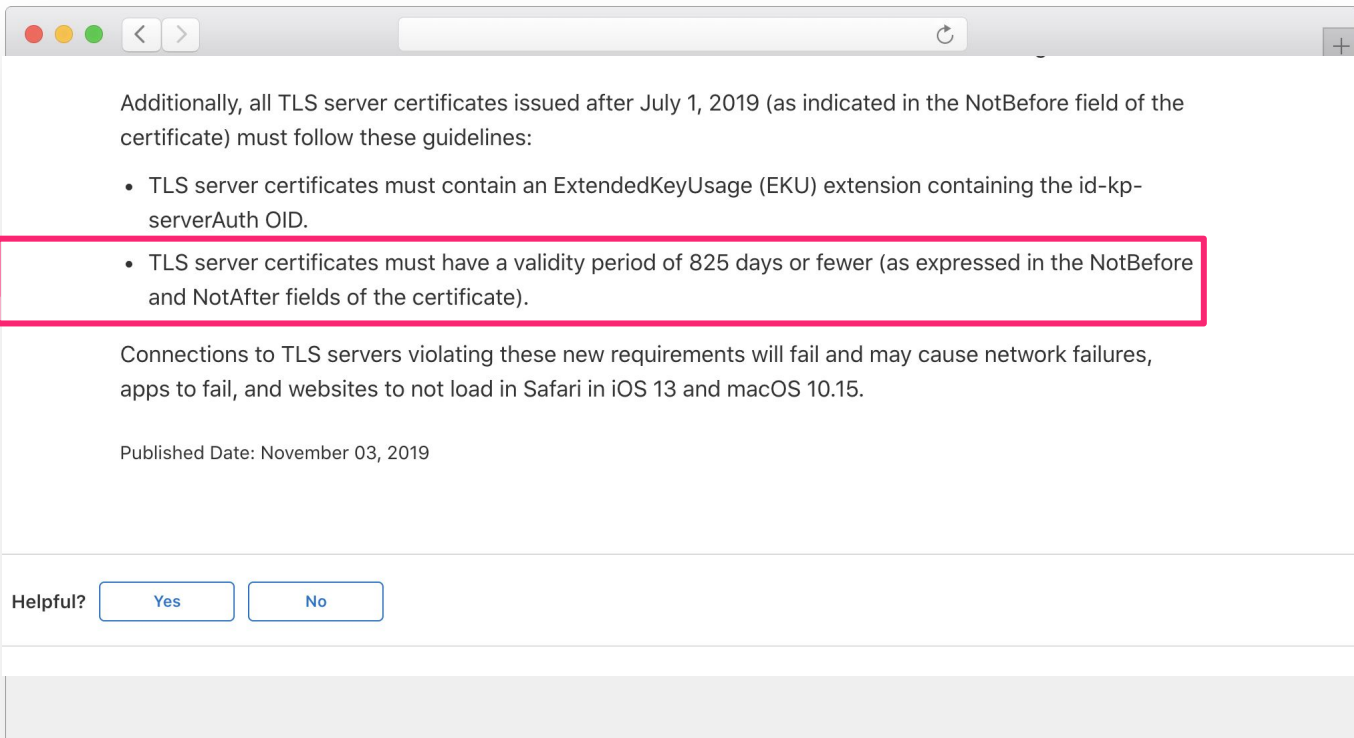 Additionally, all TLS server certificates issued after July 1, 2019 (as indicated in the NotBefore field of the
certificate) must follow these guidelines:
• TLS server certificates must contain an ExtendedKeyUsage (EKU) extension containing the id-kp-
serverAuth OID.
• TLS server certificates must have a validity period of 825 days or fewer (as expressed in the NotBefore
and NotAfter fields of the certificate).
Connections to TLS servers violating these new requirements will fail and may cause network failures,
apps to fail, and websites to not load in Safari in iOS 13 and macOS 10.15.
Published Date: November 03, 2019
Helpful? Yes No